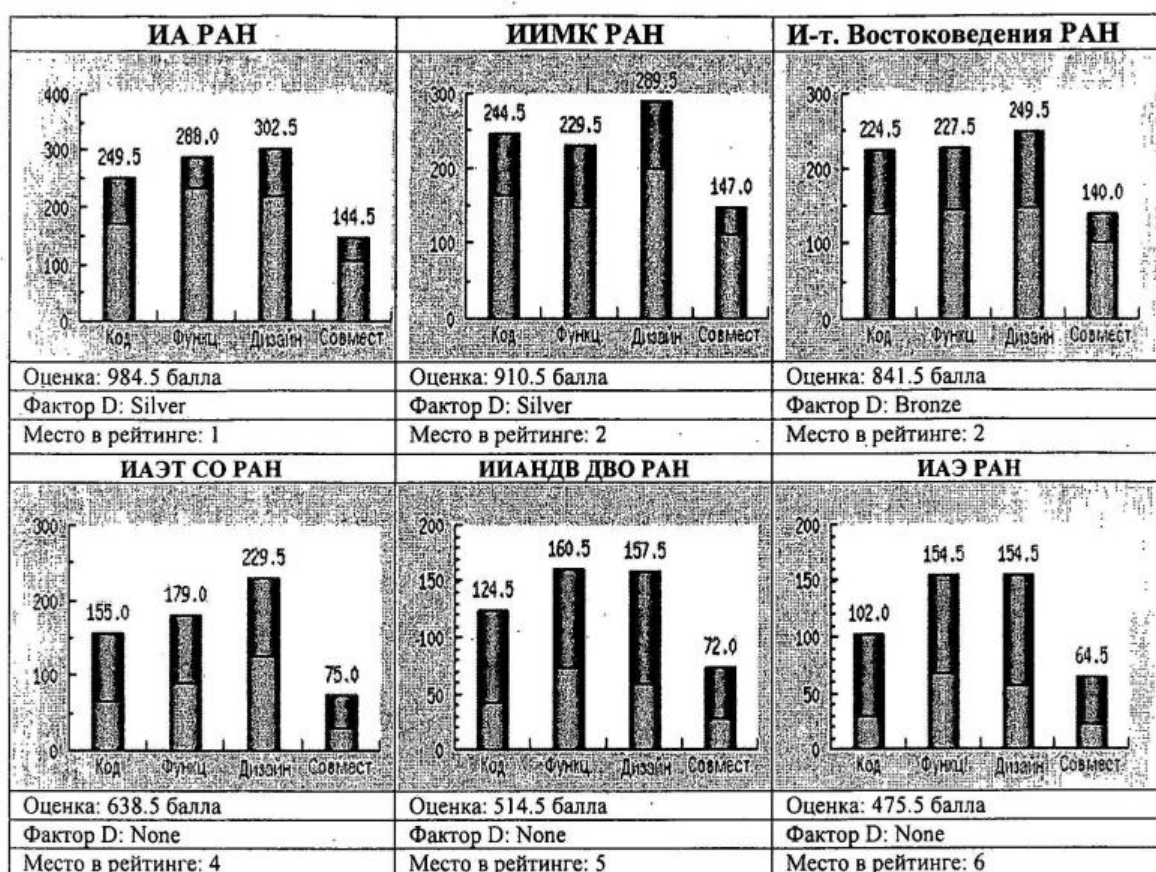 ИА РАН
ИИМК РАН
И-т. Востоковедения РАН
400
300
200
100
0
249.5
288.0
302.5
144.5
Код Функц Дизайн Совмест
300
200
100
0
244.5
229.5
289.5
147.0
Код Функц Дизайн Совмест
300
200
100
0
224.5
227.5
249.5
140.0
Код Функц Дизайн Совмест
Оценка: 984.5 балла
Оценка: 910.5 балла
Оценка: 841.5 балла
Фактор D: Silver
Фактор D: Silver
Фактор D: Bronze
Место в рейтинге: 1
Место в рейтинге: 2
Место в рейтинге: 2
ИАЭТ СО РАН
ИИАНДВ ДВО РАН
ИАЭ РАН
300
200
100
0
155.0
179.0
229.5
75.0
Код Функц Дизайн Совмест
200
150
100
50
0
124.5
160.5
157.5
72.0
Код Функц Дизайн Совмест
200
150
100
50
0
102.0
154.5
154.5
64.5
Код Функц Дизайн Совмест
Оценка: 638.5 балла
Оценка: 514.5 балла
Оценка: 475.5 балла
Фактор D: None
Фактор D: None
Фактор D: None
Место в рейтинге: 4
Место в рейтинге: 5
Место в рейтинге: 6